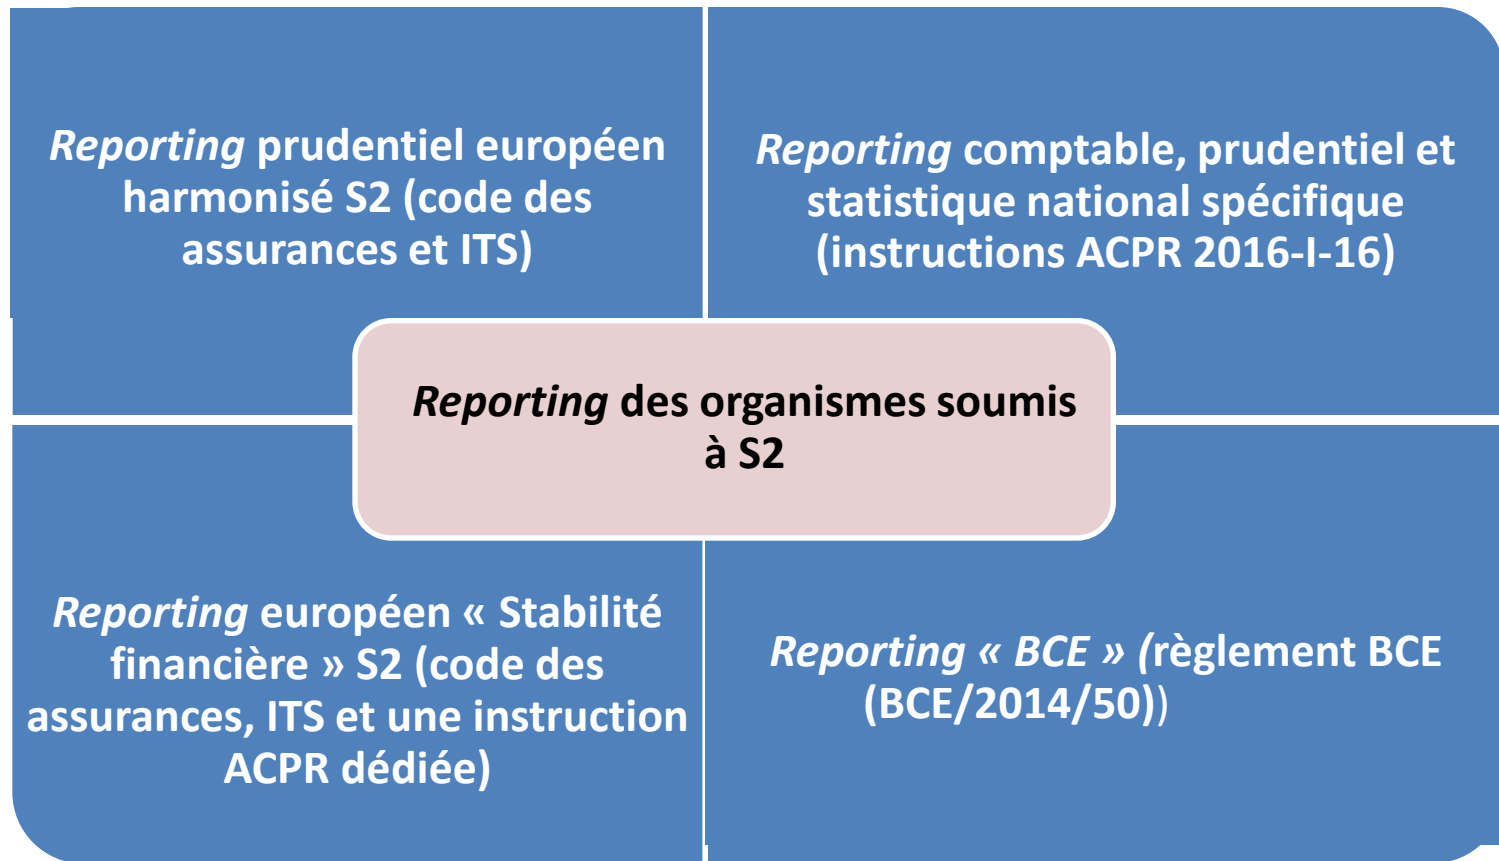 Reporting prudentiel européen
harmonisé S2 (code des
assurances et ITS)
Reporting comptable, prudentiel et
statistique national spécifique
(instructions ACPR 2016-I-16)
Reporting des organismes soumis
à S2
Reporting européen « Stabilité
financière » S2 (code des
assurances, ITS et une instruction
ACPR dédiée)
Reporting « BCE » (règlement BCE
(BCE/2014/50))